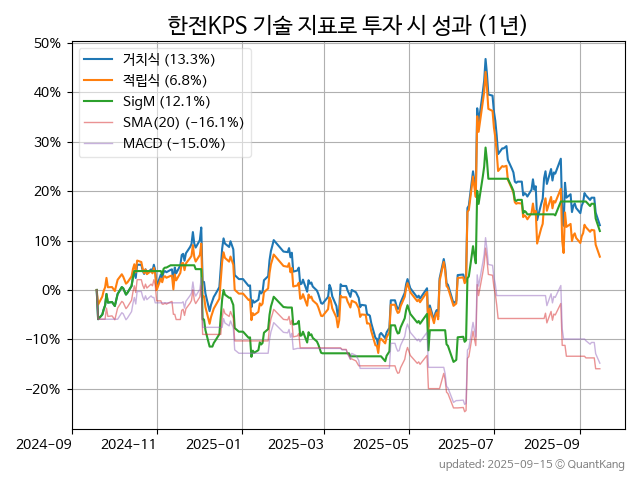 한전KPS 기술 지표로 투자 시 성과 (1년)
50%
40%
30%
20%
10%
0%
−10%
−20%
거치식 (13.3%)
적립식 (6.8%)
SigM (12.1%)
SMA(20) (−16.1%)
MACD (−15.0%)
2024-09
2024-11
2025-01
2025-03
2025-05
2025-07
2025-09
updated: 2025-09-15 ⓒ QuantKang